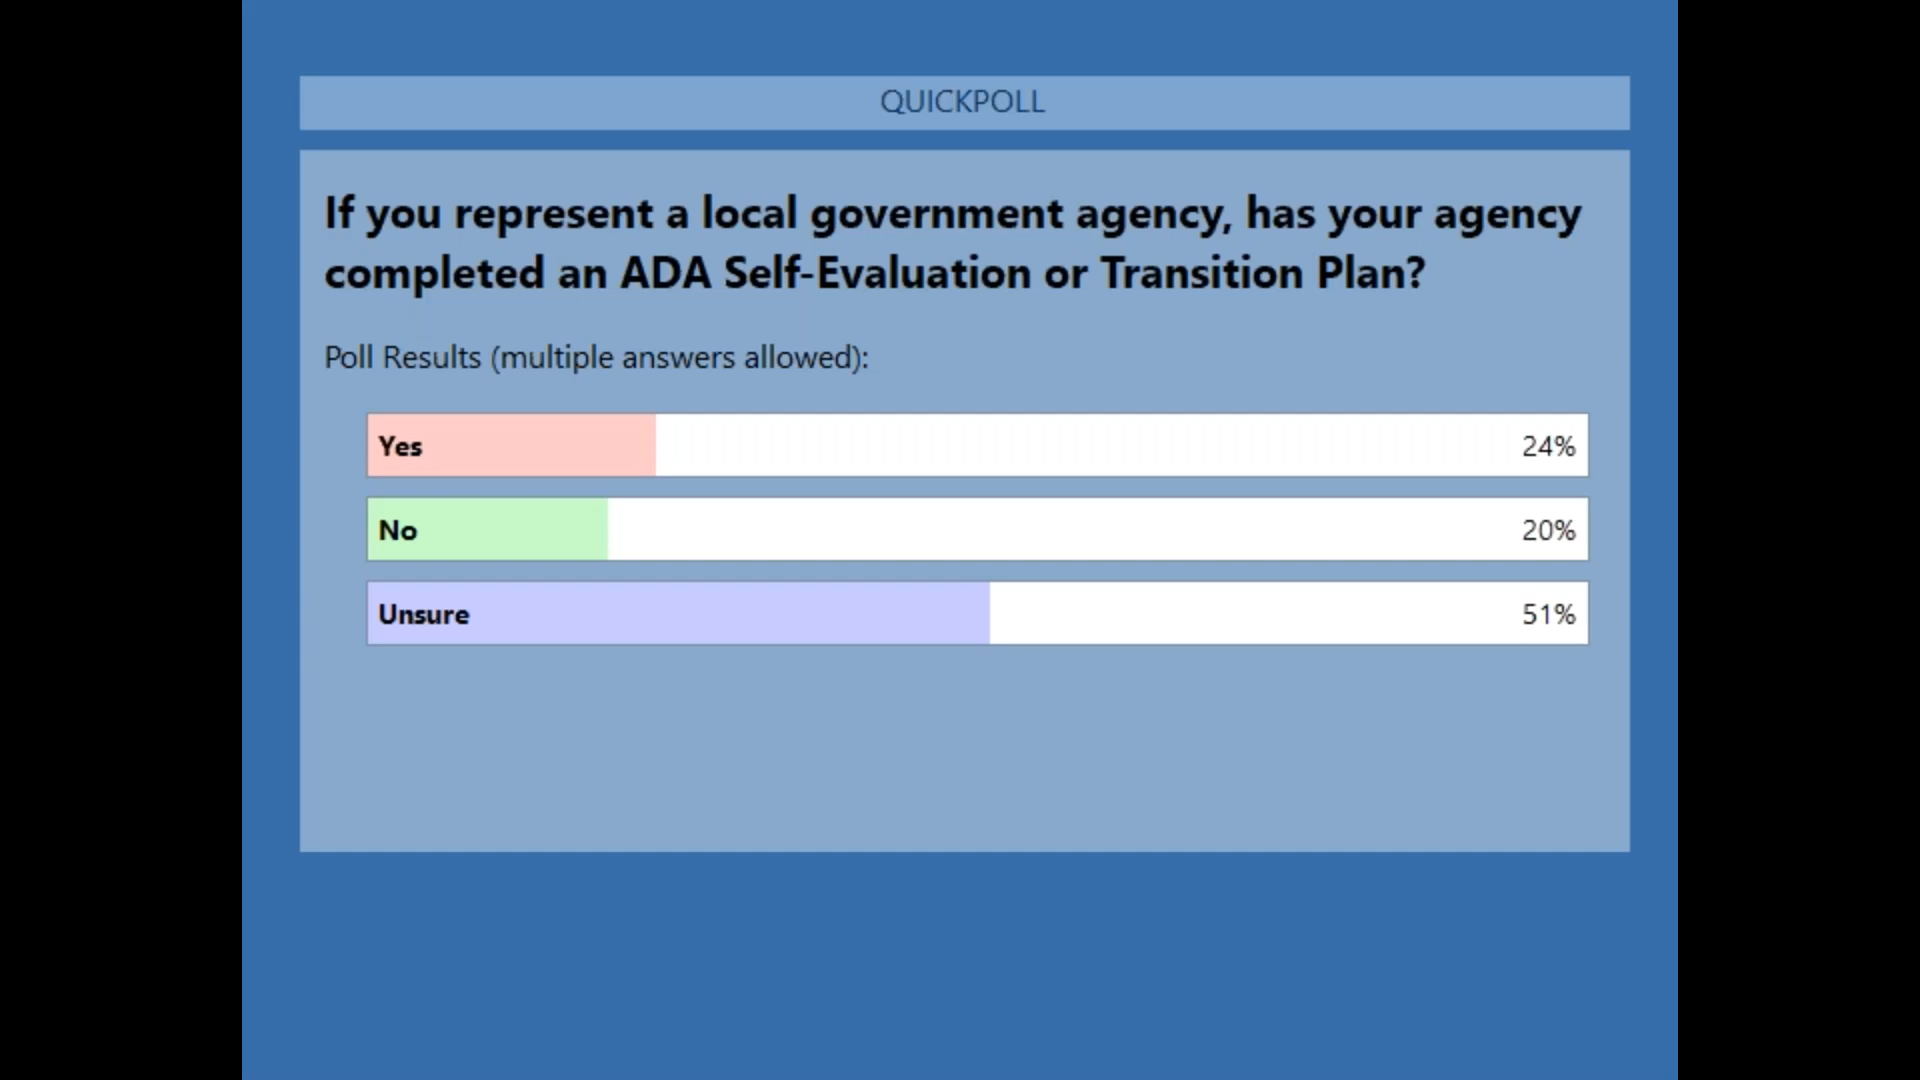 QUICKPOLL
If you represent a local government agency, has your agency
completed an ADA Self-Evaluation or Transition Plan?
Poll Results (multiple answers allowed):
Yes 24%
No 20%
Unsure 51%